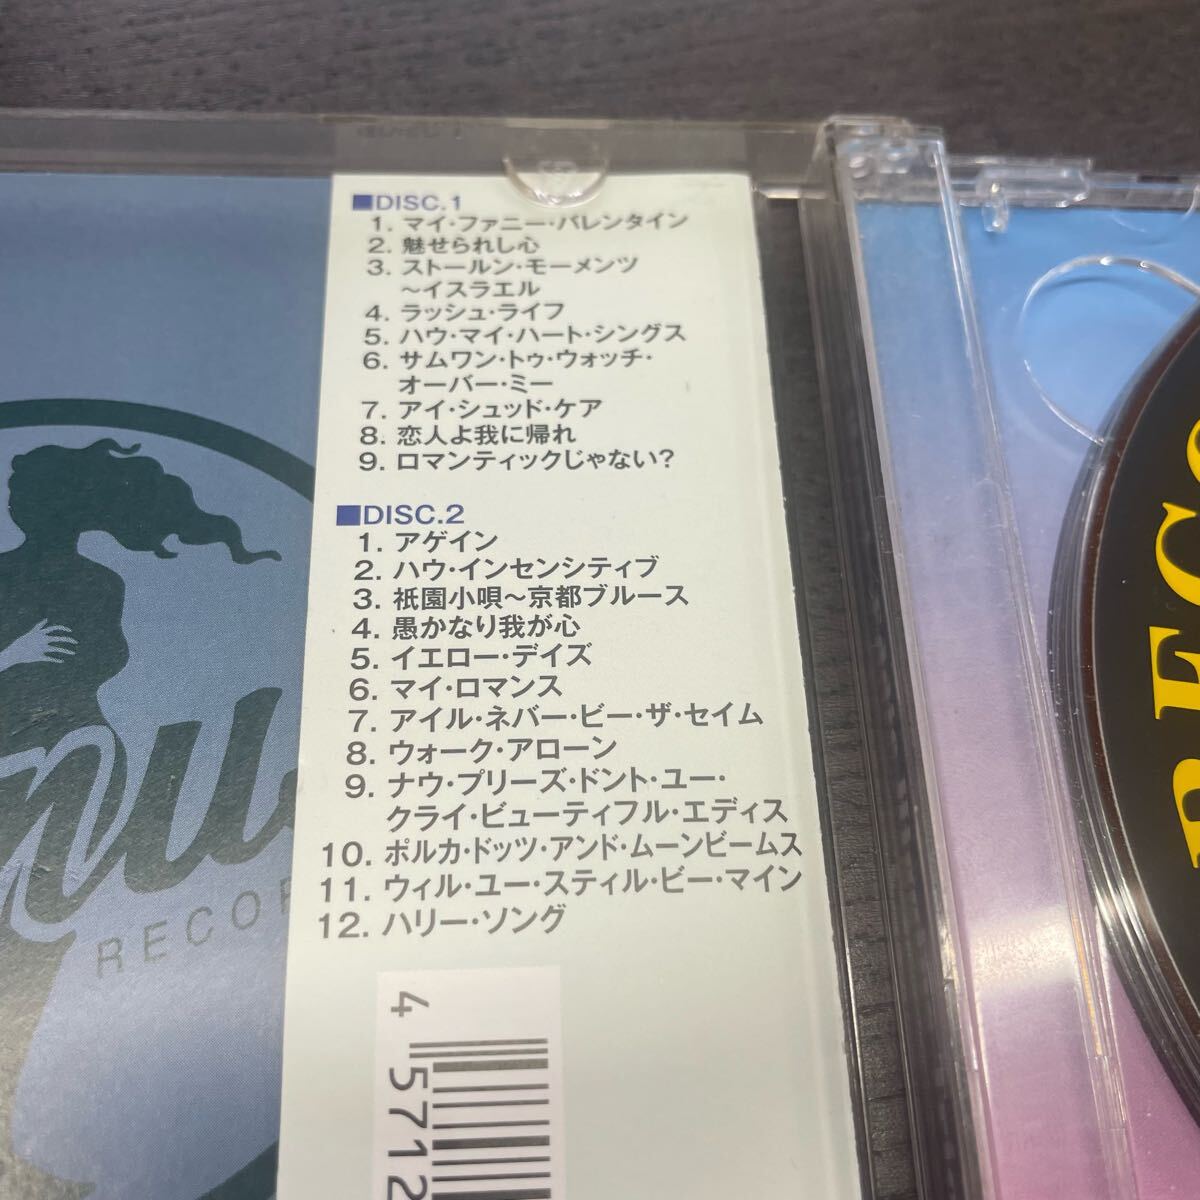 ■DISC.1
1. マイ・ファニー・バレンタイン
2. 魅せられし心
3. ストールン・モーメンツ
～イスラエル
4. ラッシュ・ライフ
5. ハウ・マイ・ハート・シングス
6. サムワン・トゥ・ウォッチ・
オーバー・ミー
7. アイ・シュッド・ケア
8. 恋人よ我に帰れ
9. ロマンティックじゃない?
■DISC.2
1. アゲイン
2. ハウ・インセンシティブ
3. 祇園小唄～京都ブルース
4. 愚かなり我が心
5. イエロー・デイズ
6. マイ・ロマンス
7. アイル・ネバー・ビー・ザ・セイム
8. ウォーク・アローン
9. ナウ・プリーズ・ドント・ユー・
クライ・ビューティフル・エディス
10. ポルカ・ドッツ・アンド・ムーンビームス
11. ウィル・ユー・スティル・ビー・マイン
12. ハリー・ソング
4 5712
RECOR
REC